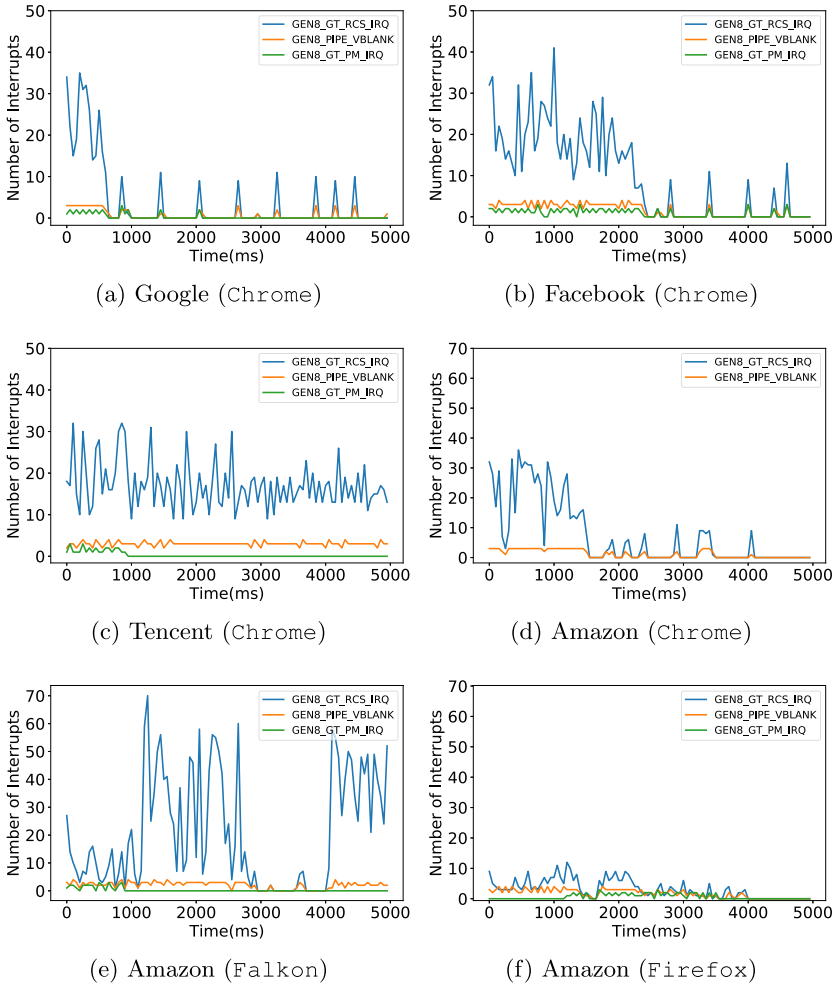 50
40
30
20
10
0
Number of Interrupts
GEN8_GT_RCS_IRQ
GEN8_PIPE_VBLANK
GEN8_GT_PM_IRQ
0 1000 2000 3000 4000 5000
Time(ms)
(a) Google (Chrome)
50
40
30
20
10
0
Number of Interrupts
GEN8_GT_RCS_IRQ
GEN8_PIPE_VBLANK
GEN8_GT_PM_IRQ
0 1000 2000 3000 4000 5000
Time(ms)
(b) Facebook (Chrome)
50
40
30
20
10
0
Number of Interrupts
GEN8_GT_RCS_IRQ
GEN8_PIPE_VBLANK
GEN8_GT_PM_IRQ
0 1000 2000 3000 4000 5000
Time(ms)
(c) Tencent (Chrome)
70
60
50
40
30
20
10
0
Number of Interrupts
GEN8_GT_RCS_IRQ
GEN8_PIPE_VBLANK
0 1000 2000 3000 4000 5000
Time(ms)
(d) Amazon (Chrome)
70
60
50
40
30
20
10
0
Number of Interrupts
GEN8_GT_RCS_IRQ
GEN8_PIPE_VBLANK
GEN8_GT_PM_IRQ
0 1000 2000 3000 4000 5000
Time(ms)
(e) Amazon (Falkon)
70
60
50
40
30
20
10
0
Number of Interrupts
GEN8_GT_RCS_IRQ
GEN8_PIPE_VBLANK
GEN8_GT_PM_IRQ
0 1000 2000 3000 4000 5000
Time(ms)
(f) Amazon (Firefox)